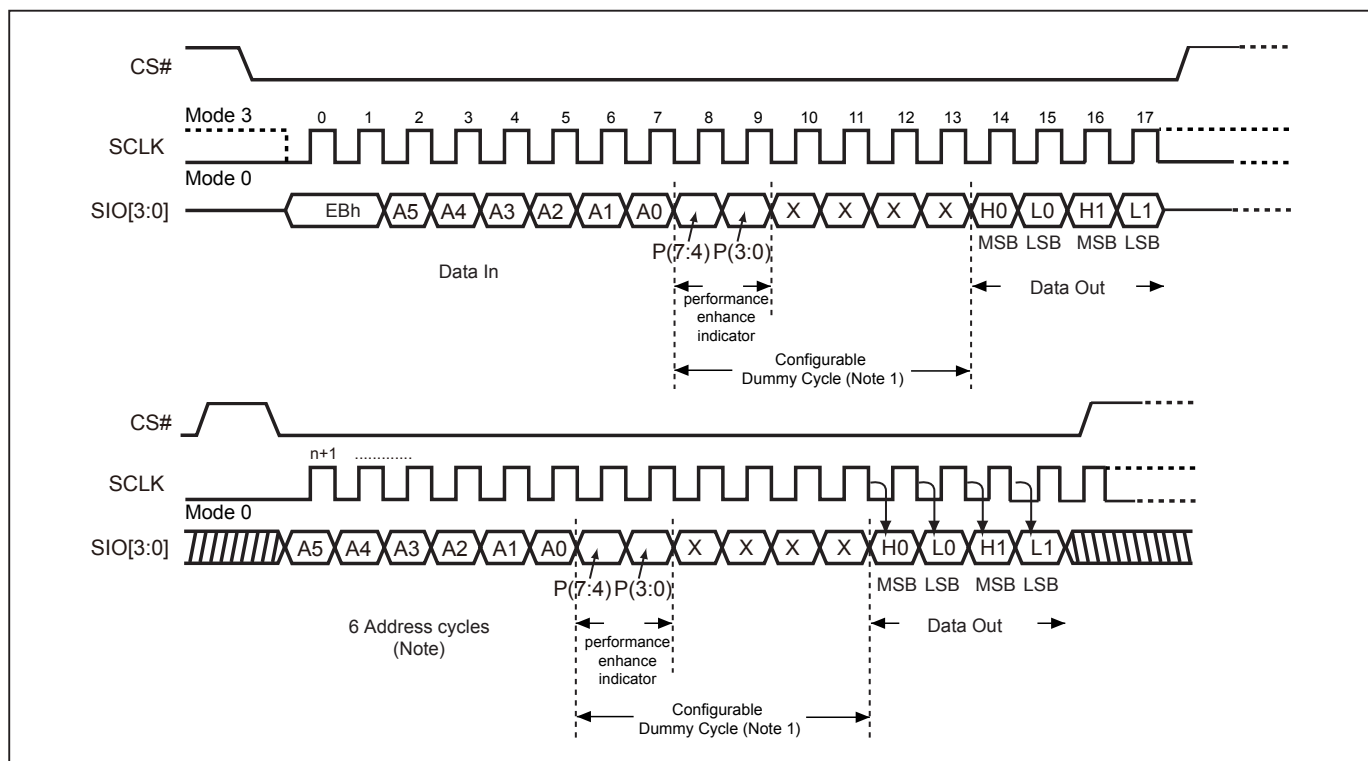 CS#
Mode 3
0 1 2 3 4 5 6 7 8 9 10 11 12 13 14 15 16 17
SCLK
Mode 0
SIO[3:0] EBh A5 A4 A3 A2 A1 A0 X X X X H0 L0 H1 L1
MSB LSB MSB LSB
P(7:4) P(3:0)
Data In
Data Out
performance
enhance
indicator
Configurable
Dummy Cycle (Note 1)
CS#
n+1 .............
SCLK
Mode 0
SIO[3:0] A5 A4 A3 A2 A1 A0 X X X X H0 L0 H1 L1
P(7:4) P(3:0) MSB LSB MSB LSB
6 Address cycles
(Note)
Data Out
performance
enhance
indicator
Configurable
Dummy Cycle (Note 1)